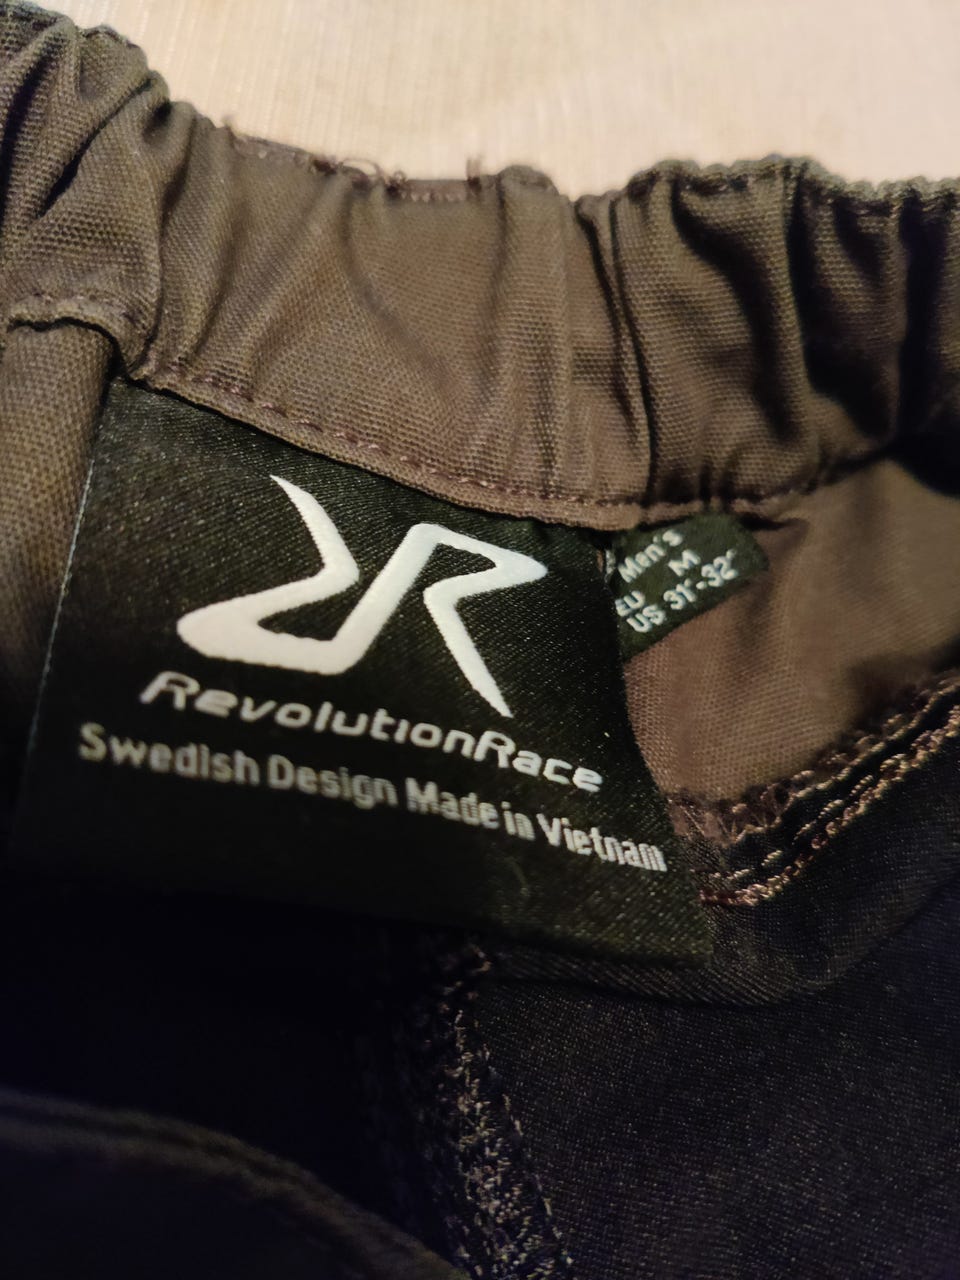 RevolutionRace
Swedish Design Made in Vietnam
Men's
EU M
US 31"-32"